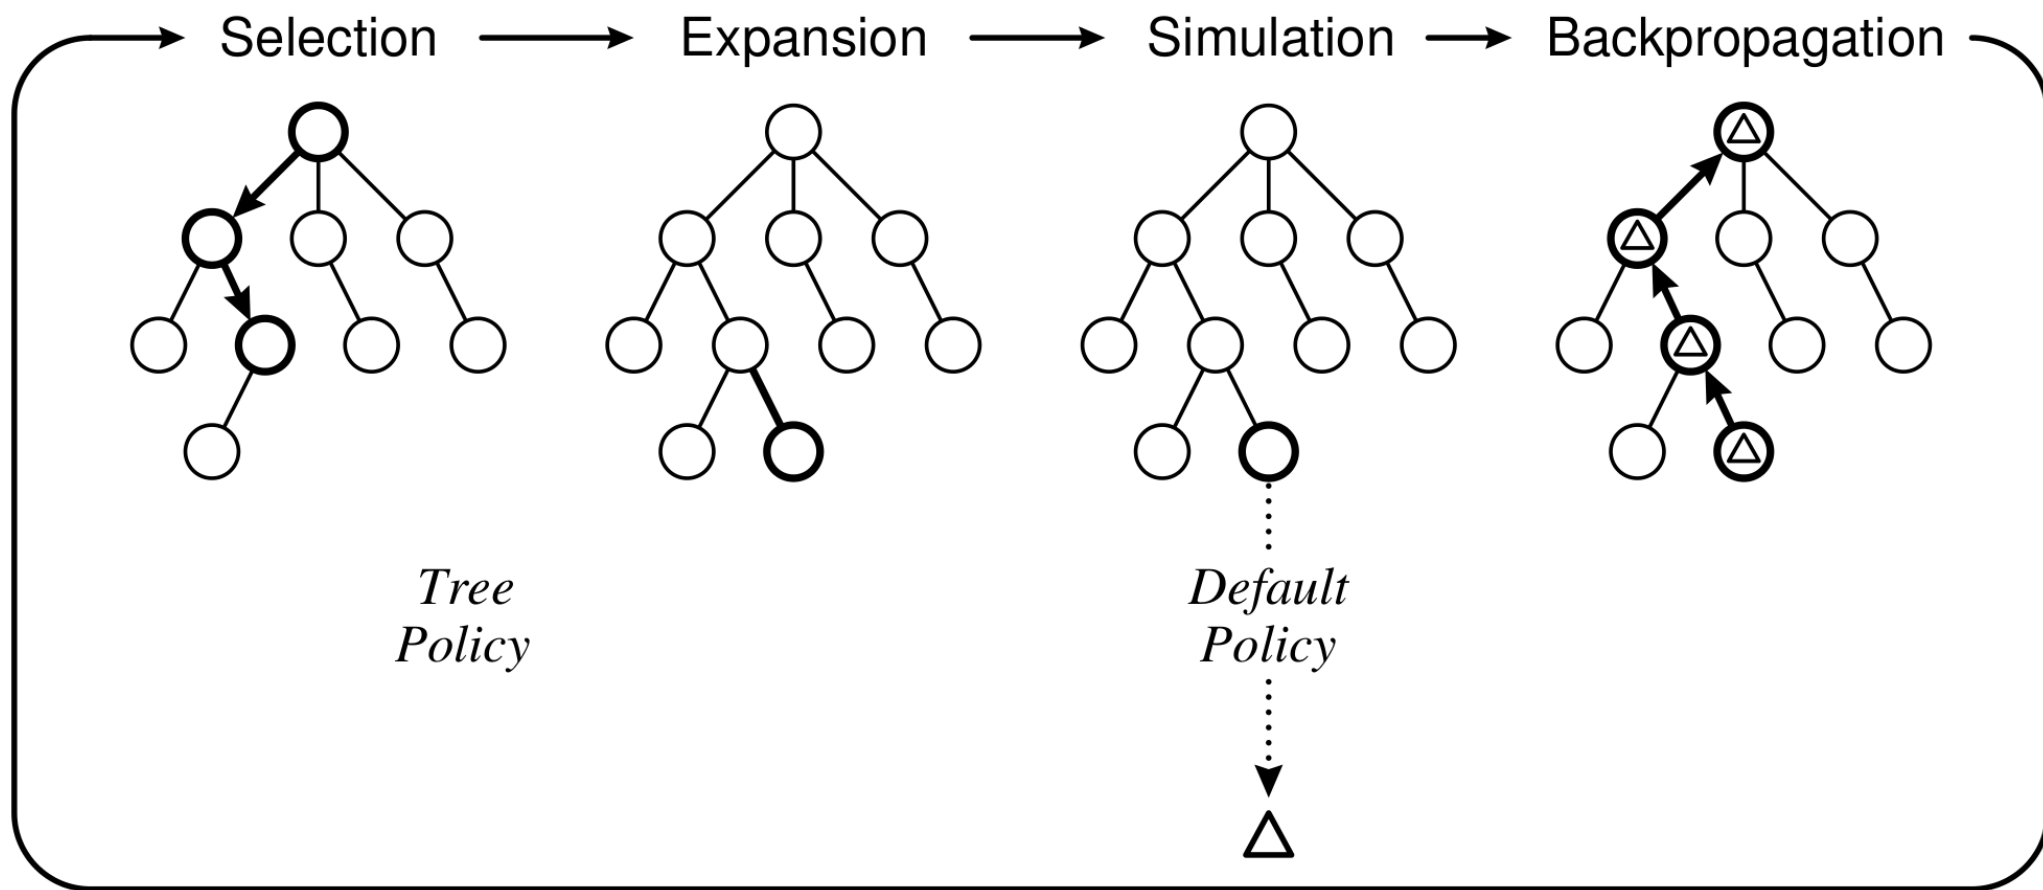 Selection
Expansion
Simulation
Backpropagation
Tree
Policy
Default
Policy